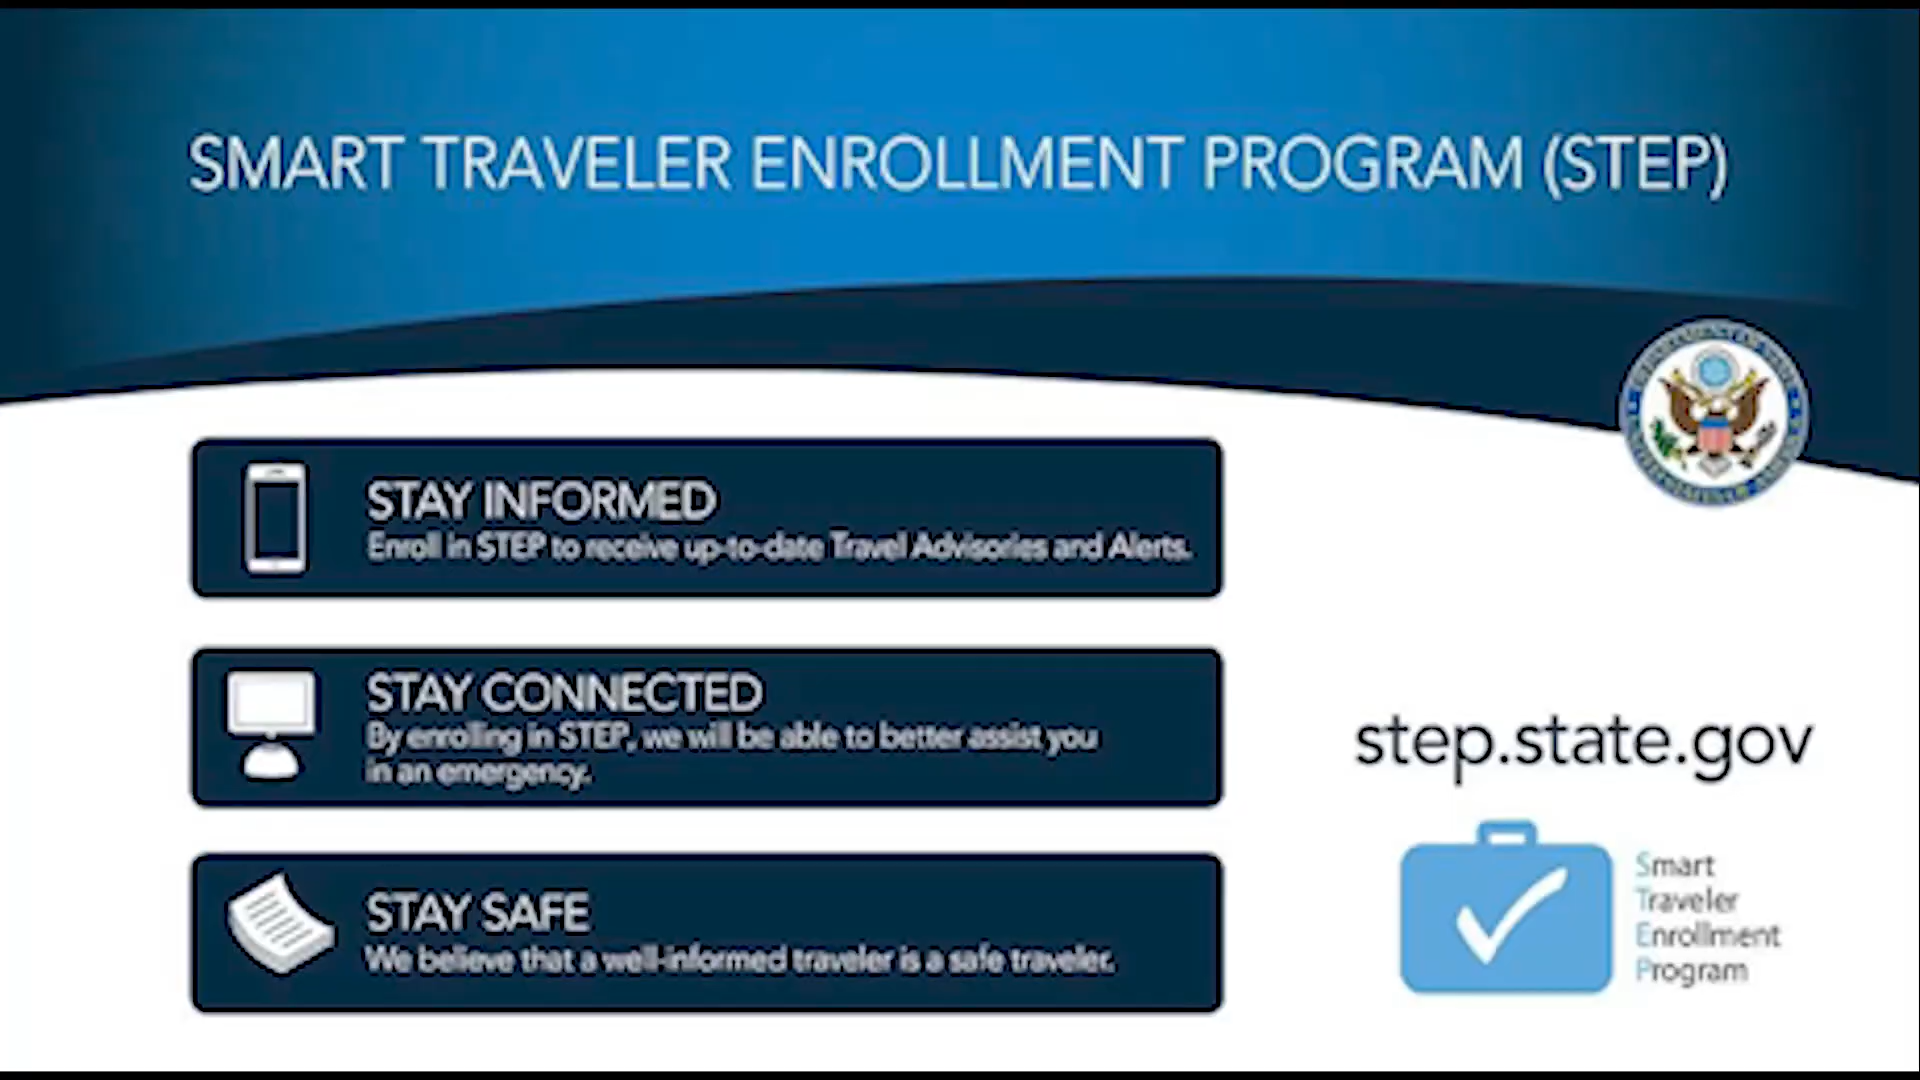 SMART TRAVELER ENROLLMENT PROGRAM (STEP)
STAY INFORMED
Enroll in STEP to receive up-to-date Travel Advisories and Alerts.
STAY CONNECTED
By enrolling in STEP, we will be able to better assist you
in an emergency.
STAY SAFE
We believe that a well-informed traveler is a safe traveler.
step.state.gov
Smart
Traveler
Enrollment
Program